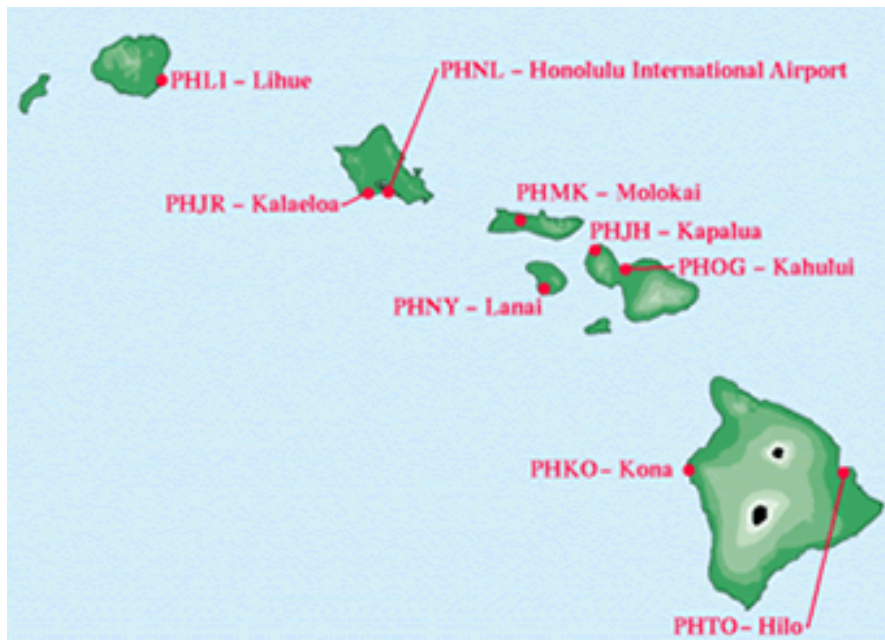 PHNL – Honolulu International Airport
PHLI – Lihue
PHJR – Kalaeloa
PHMK – Molokai
PHJH – Kapalua
PHOG – Kahului
PHNY – Lanai
PHKO – Kona
PHTO – Hilo